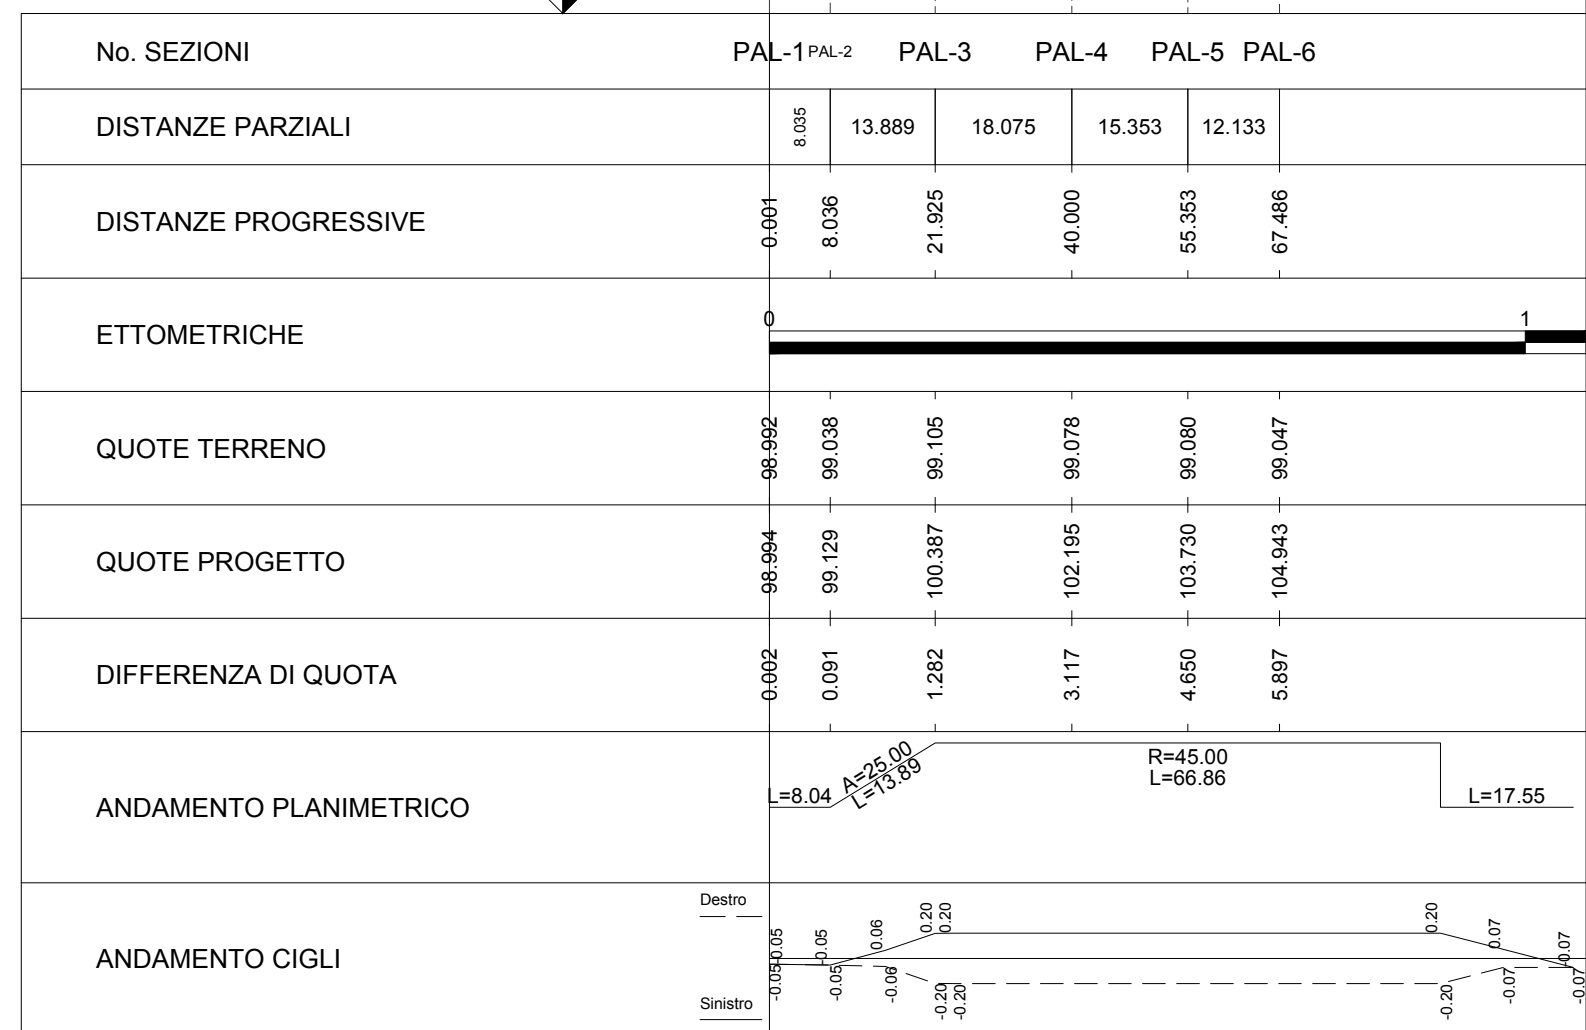 No. SEZIONI PAL-1 PAL-2 PAL-3 PAL-4 PAL-5 PAL-6
DISTANZE PARZIALI 8.035 13.889 18.075 15.353 12.133
DISTANZE PROGRESSIVE 0.001 8.036 21.925 40.000 55.353 67.486
ETTOMETRICHE 0 1
QUOTE TERRENO 98.992 99.038 99.105 99.078 99.080 99.047
QUOTE PROGETTO 98.994 99.129 100.387 102.195 103.730 104.943
DIFFERENZA DI QUOTA 0.002 0.091 1.282 3.117 4.650 5.897
ANDAMENTO PLANIMETRICO L=8.04 A=25.00 L=13.89 R=45.00 L=66.86 L=17.55
Destro
ANDAMENTO CIGLI
-0.05 -0.05 0.06 0.20 0.20 0.20 0.07 -0.07
-0.05 -0.05 -0.06 -0.20 -0.20 -0.20 -0.07 -0.07
Sinistro